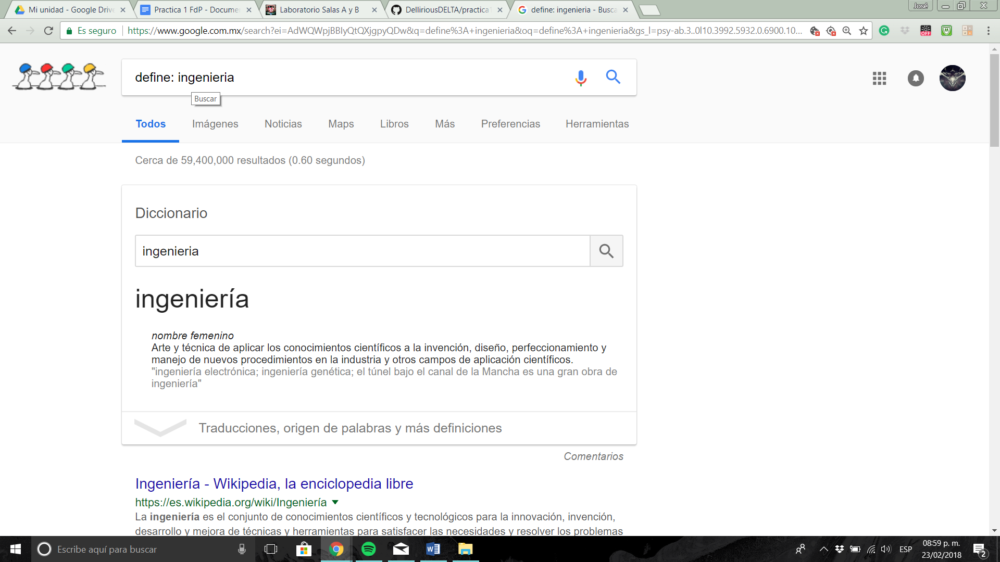 Mi unidad - Google Drive
Practica 1 FdP - Docume
Laboratorio Salas A y B
DelliriousDELTA/practica1
define: ingenieria - Busca
José
Es seguro
https://www.google.com.mx/search?ei=AdWQWpjBBIyQtQXjgpyQDw&q=define%3A+ingenieria&oq=define%3A+ingenieria&gs_l=psy-ab.3..0l10.3992.5932.0.6900.10...
OFF
define: ingenieria
Buscar
Todos
Imágenes
Noticias
Maps
Libros
Más
Preferencias
Herramientas
Cerca de 59,400,000 resultados (0.60 segundos)
Diccionario
ingenieria
ingeniería
nombre femenino
Arte y técnica de aplicar los conocimientos científicos a la invención, diseño, perfeccionamiento y
manejo de nuevos procedimientos en la industria y otros campos de aplicación científicos.
"ingeniería electrónica; ingeniería genética; el túnel bajo el canal de la Mancha es una gran obra de
ingeniería"
Traducciones, origen de palabras y más definiciones
Comentarios
Ingeniería - Wikipedia, la enciclopedia libre
https://es.wikipedia.org/wiki/Ingeniería
La ingeniería es el conjunto de conocimientos científicos y tecnológicos para la innovación, invención,
desarrollo y mejora de técnicas y herramientas para satisfacer las necesidades y resolver los problemas
Escribe aquí para buscar
ESP
08:59 p. m.
23/02/2018
2